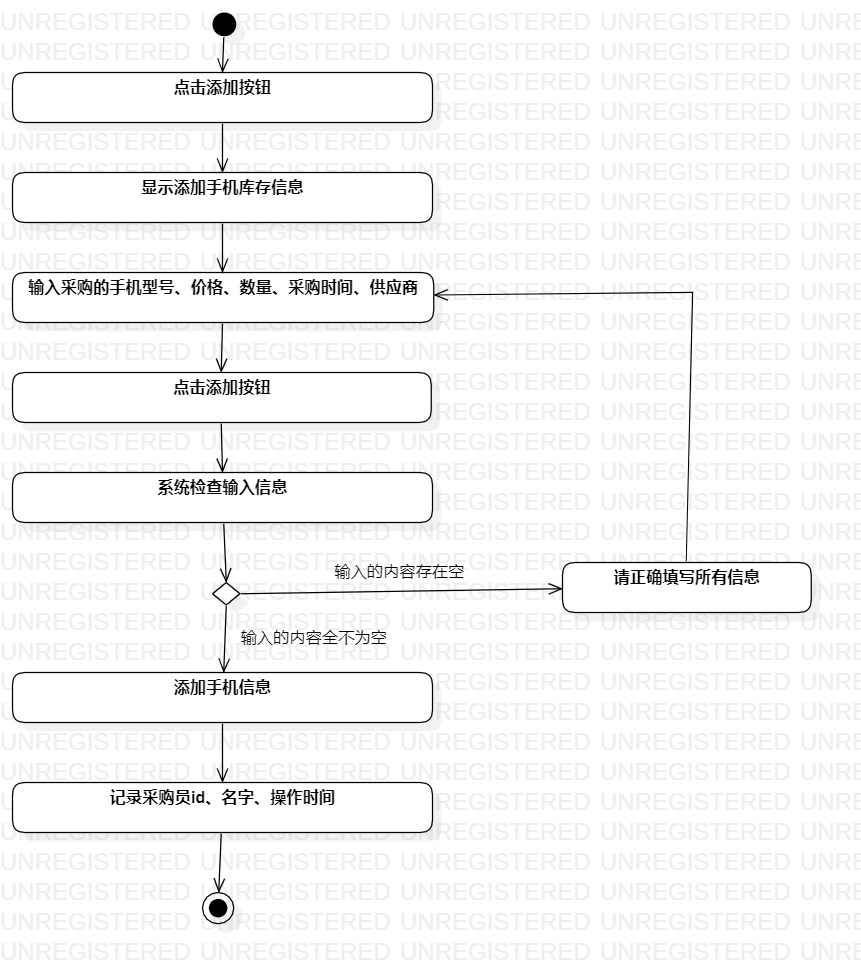 点击添加按钮
显示添加手机库存信息
输入采购的手机型号、价格、数量、采购时间、供应商
点击添加按钮
系统检查输入信息
输入的内容存在空
请正确填写所有信息
输入的内容全不为空
添加手机信息
记录采购员id、名字、操作时间
UNREGISTERED